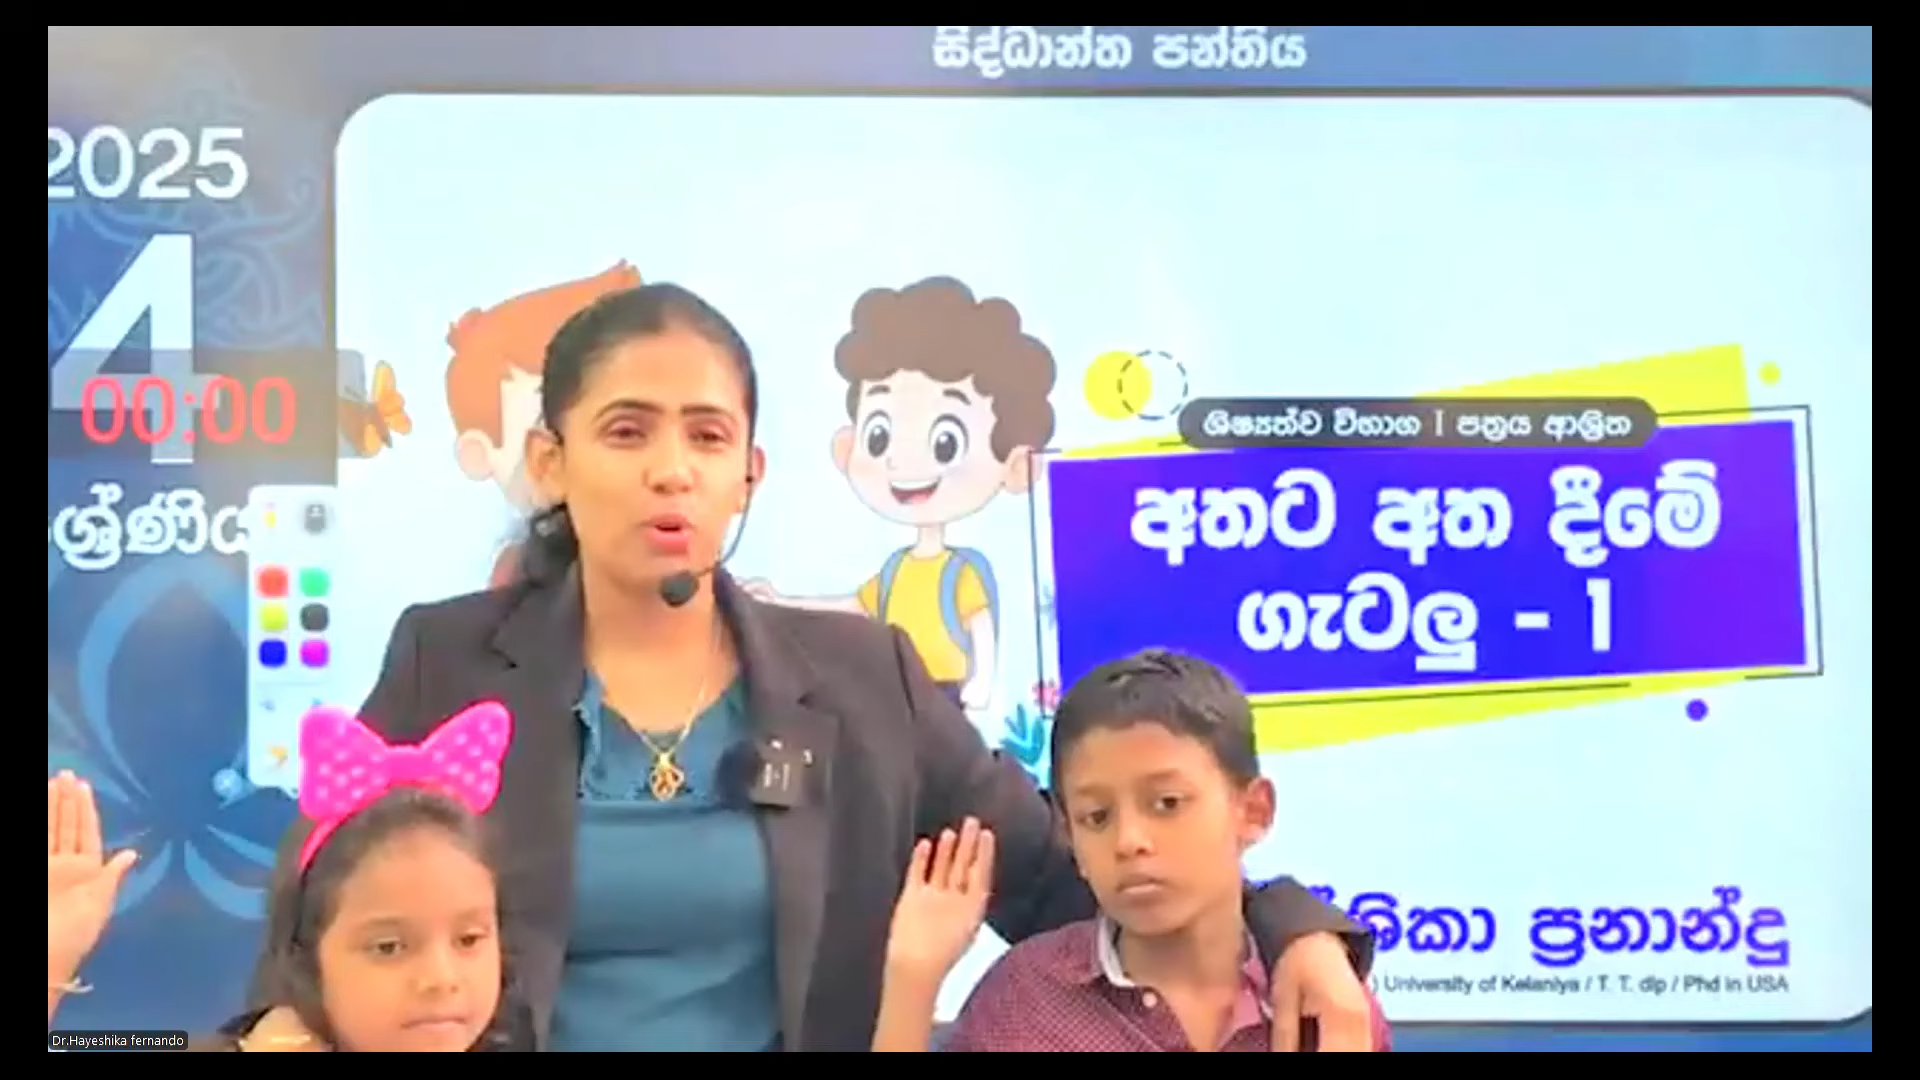 සිද්ධාන්ත පන්තිය
2025
4
00:00
ශ්‍රේණිය
ශිෂ්‍යත්ව විභාග | පත්‍රය ආශ්‍රිත
අතට අත දීමේ
ගැටලු - 1
ප්‍රනාන්දු
) University of Kelaniya / T. T. dip / Phd in USA
Dr.Hayeshika fernando